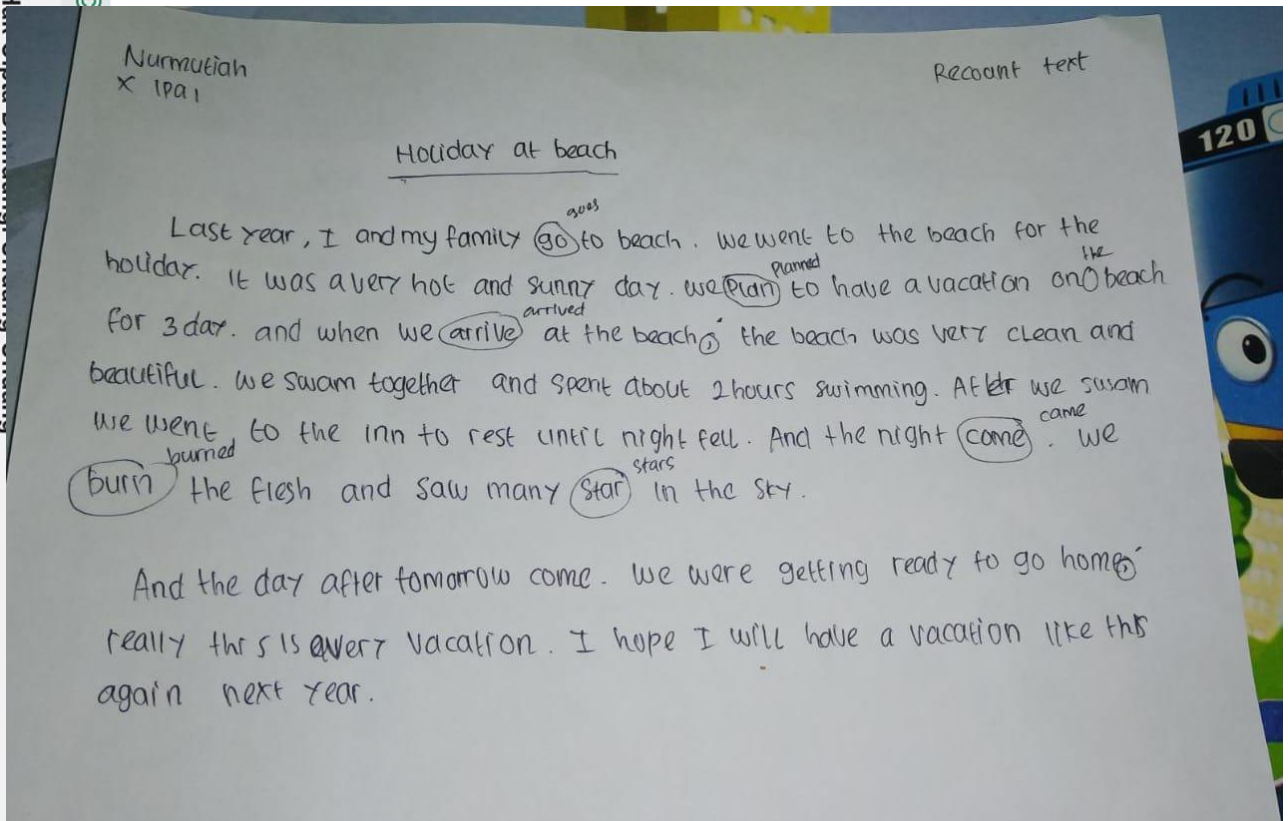 Nurmutiah
X IPA 1
Recount text
Holiday at beach
goes
Last year, I and my family go to beach. We went to the beach for the
planned the
holiday. It was a very hot and sunny day. we Plan to have a vacation on beach
arrived
for 3 day. and when we arrive at the beach, the beach was very clean and
beautiful. We swam together and spent about 2 hours swimming. After we swam
came
we went to the inn to rest until night fell. And the night come. we
burned stars
burn the flesh and saw many star in the sky.
And the day after tomorrow come. We were getting ready to go home
really this is a very vacation. I hope I will have a vacation like this
again next year.
120